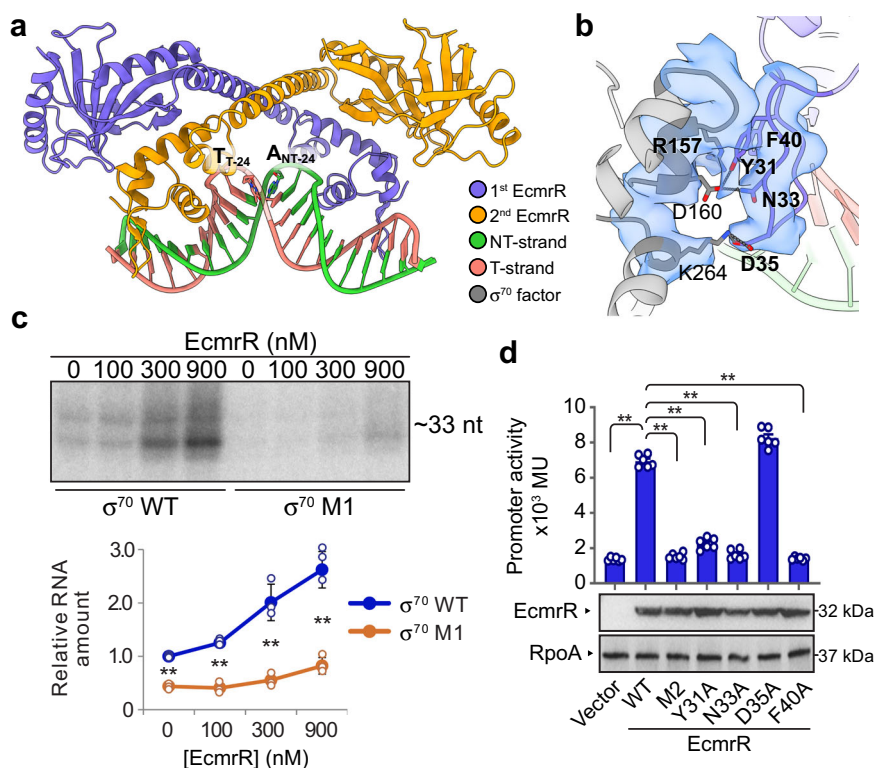 a
T_T-24 A_NT-24
1st EcmrR
2nd EcmrR
NT-strand
T-strand
σ70 factor
b
R157
F40
Y31
N33
D160
K264
D35
c
EcmrR (nM)
0 100 300 900 0 100 300 900
~33 nt
σ70 WT σ70 M1
Relative RNA
amount
3.0
2.0
1.0
0.0
** ** ** **
0 100 300 900
[EcmrR] (nM)
σ70 WT
σ70 M1
d
Promoter activity
x10³ MU
10
8
6
4
2
0
**
**
**
**
**
EcmrR
32 kDa
RpoA
37 kDa
Vector WT M2 Y31A N33A D35A F40A
EcmrR